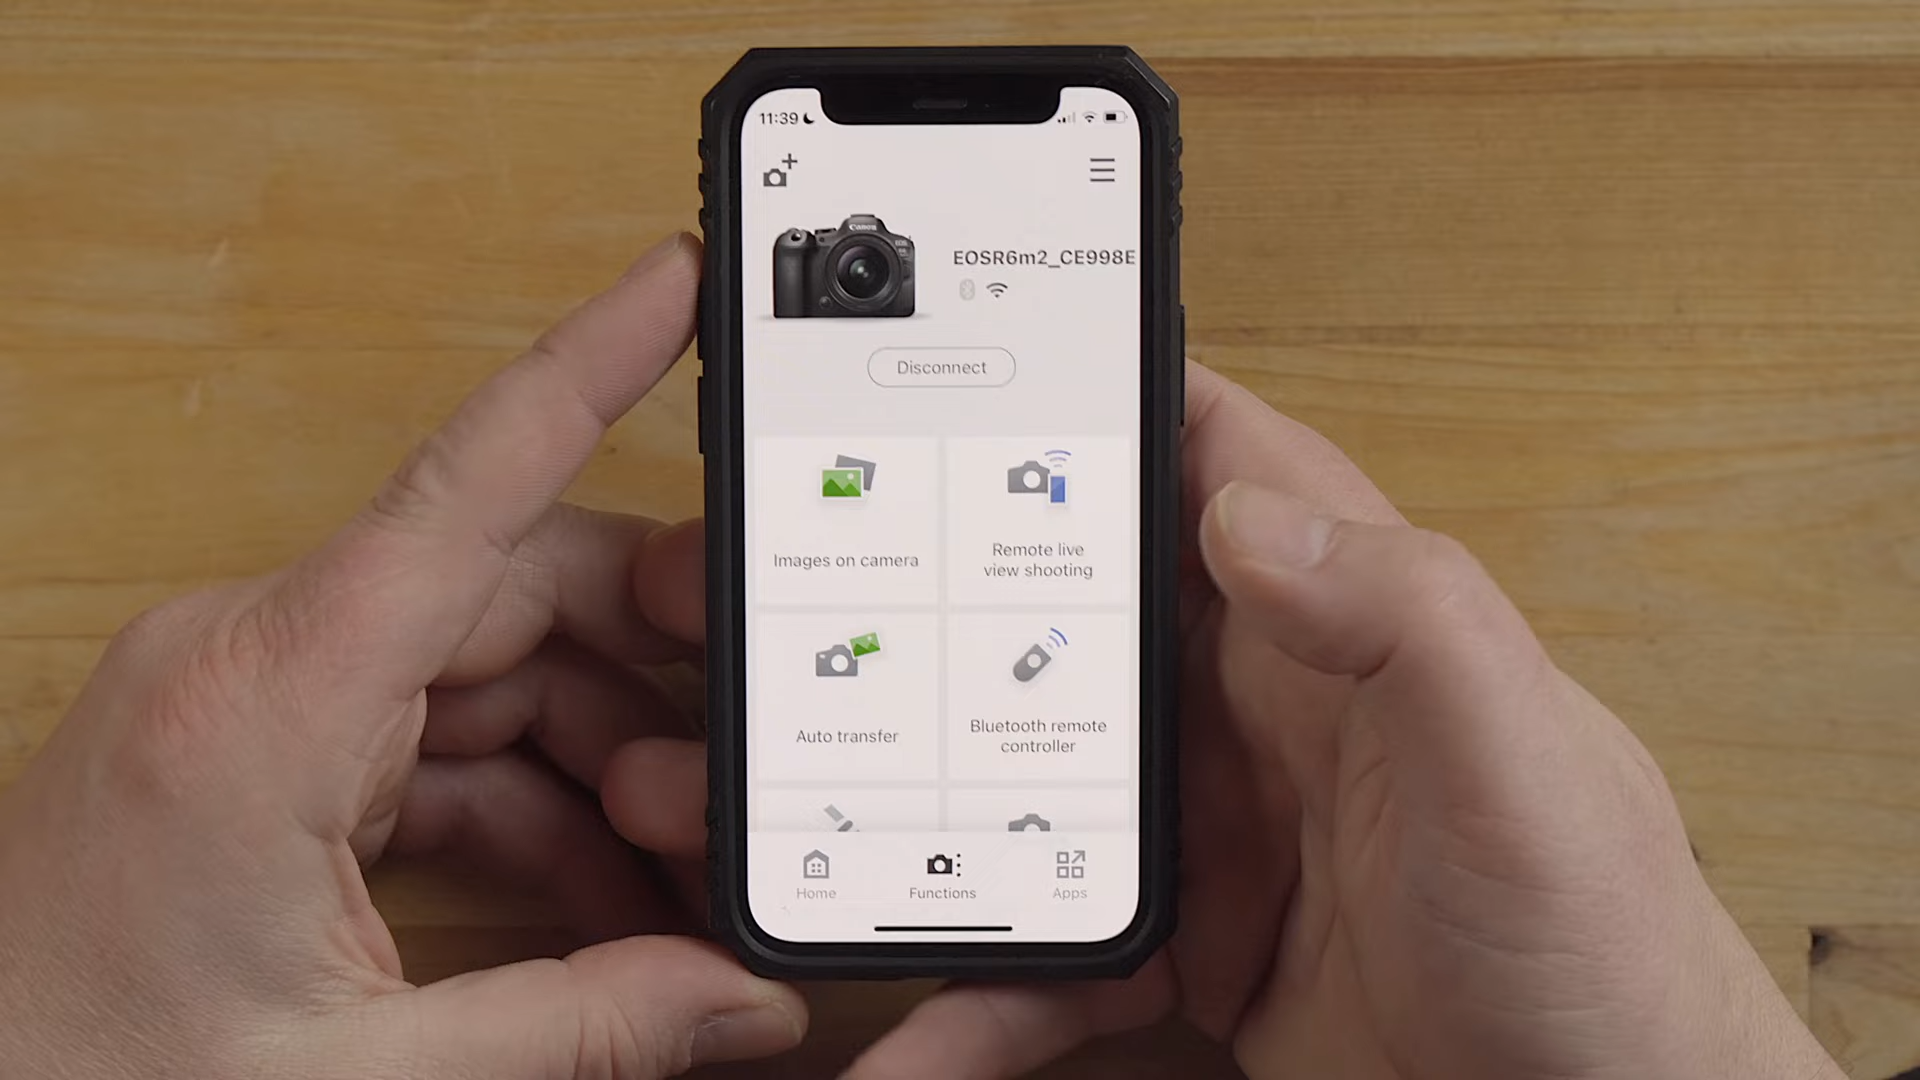 11:39
Canon
EOSR6m2_CE998E
Disconnect
Images on camera
Remote live
view shooting
Auto transfer
Bluetooth remote
controller
Home
Functions
Apps